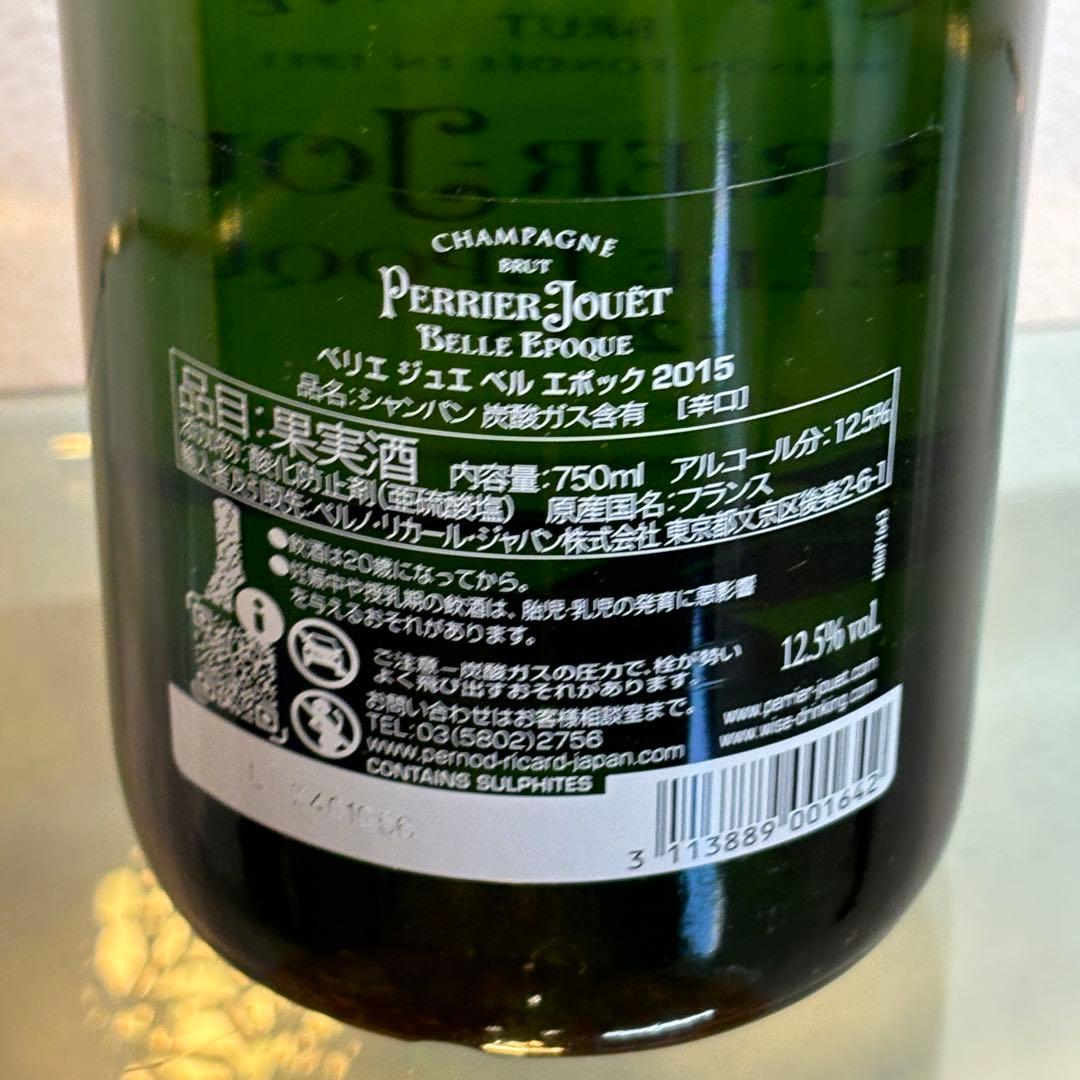 CHAMPAGNE
BRUT
PERRIER-JOUËT
BELLE EPOQUE
ペリエ ジュエ ベル エポック 2015
品名:シャンパン 炭酸ガス含有 [辛口]
品目:果実酒 内容量:750ml アルコール分:12.5%
添加物:酸化防止剤(亜硫酸塩) 原産国名:フランス
輸入者及引取先:ペルノ・リカール・ジャパン株式会社 東京都文京区後楽2-6-1
●飲酒は20歳になってから。
●妊娠中や授乳期の飲酒は、胎児・乳児の発育に悪影響
を与えるおそれがあります。
ご注意–炭酸ガスの圧力で、栓が勢い
よく飛び出すおそれがあります。
お問い合わせはお客様相談室まで。
TEL:03(5802)2756
www.pernod-ricard-japan.com
CONTAINS SULPHITES
12.5% vol.
www.perrier-jouet.com
www.wise-drinking.com
3 113889 001642